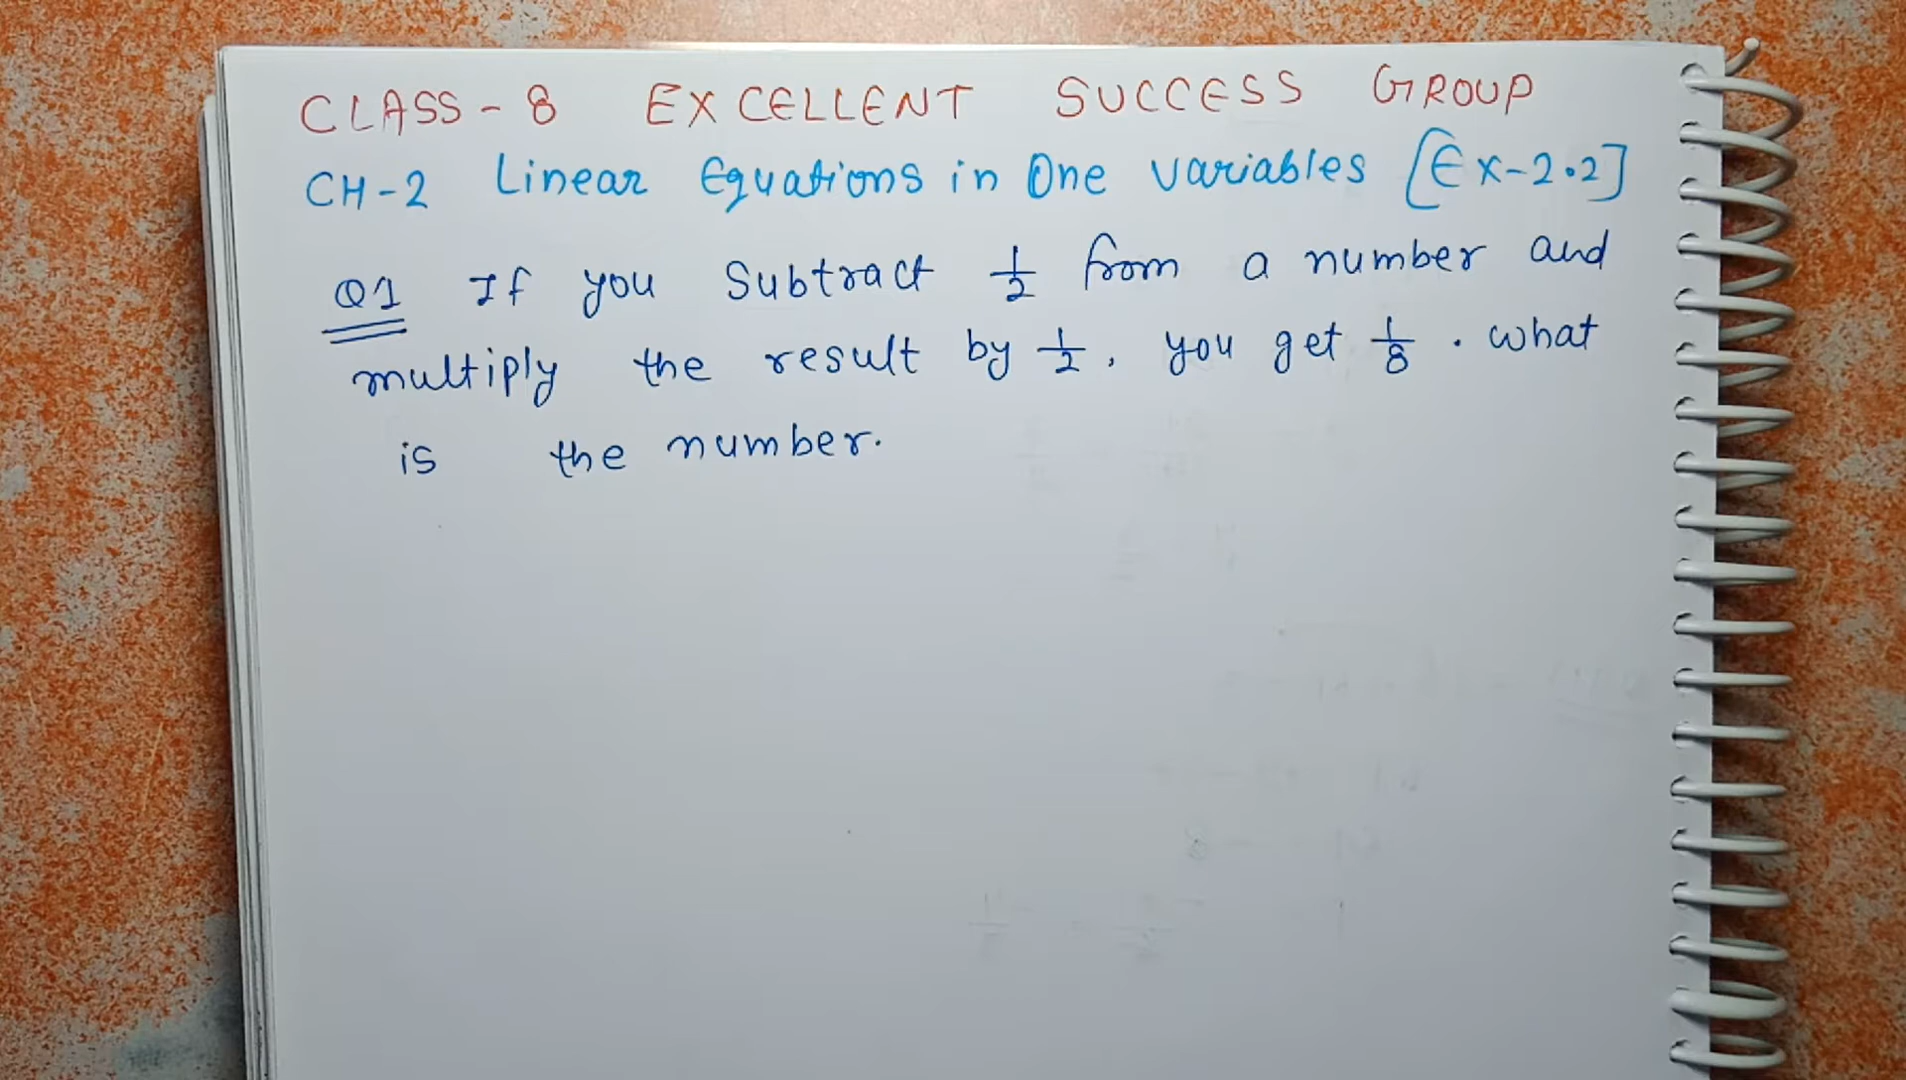 CLASS-8 EXCELLENT SUCCESS GROUP
CH-2 Linear Equations in One variables [Ex-2.2]
Q1 If you Subtract 1/2 from a number and
multiply the result by 1/2, you get 1/8. what
is the number.